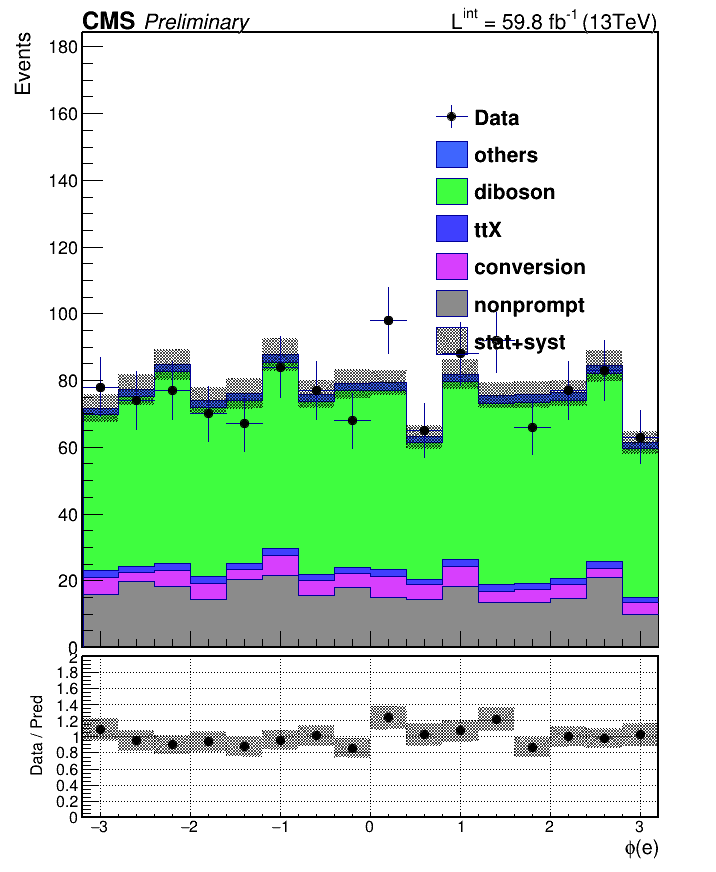 CMS Preliminary L^int = 59.8 fb^-1 (13TeV)
Events
180
160
140
120
100
80
60
40
20
0
Data
others
diboson
ttX
conversion
nonprompt
stat+syst
Data / Pred
2
1.8
1.6
1.4
1.2
1
0.8
0.6
0.4
0.2
0
−3 −2 −1 0 1 2 3
ϕ(e)